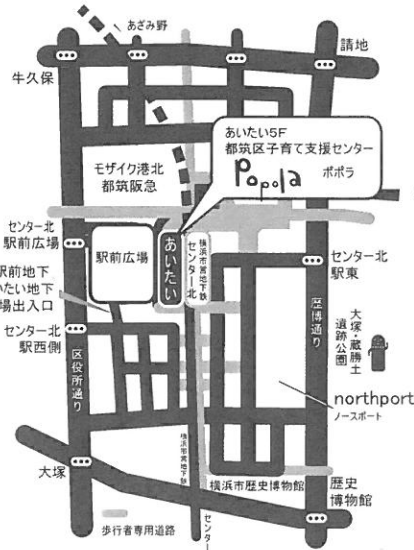 あざみ野
請地
牛久保
あいたい5F
都筑区子育て支援センター
Popola ポポラ
モザイク港北
都筑阪急
センター北
駅前広場
駅前広場
あいたい
横浜市営地下鉄
センター北
センター北
駅東
駅前地下
いたい地下
場出入口
センター北
駅西側
区役所通り
歴博通り
大塚・歳勝土
遺跡公園
northport
ノースポート
大塚
横浜市営地下鉄
横浜市歴史博物館
歴史
博物館
歩行者専用道路
センター